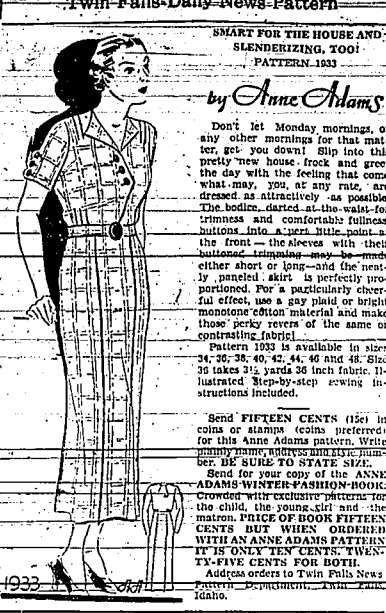 Twin Falls Daily News Pattern
SMART FOR THE HOUSE AND
SLENDERIZING, TOO!
PATTERN 1933
by Anne Adams
Don't let Monday mornings, o
any other mornings for that mat
ter, get you down! Slip into thi
pretty new house frock and gree
the day with the feeling that come
what may, you, at any rate, are
dressed as attractively as possible
The bodice, darted at the waist fo
trimness and comfortable fullness
buttons into a pert little point a
the front — the sleeves with thei
buttoned trimming may be made
either short or long—and the neat-
ly paneled skirt is perfectly pro-
portioned. For a particularly cheer-
ful effect, use a gay plaid or bright
monotone cotton material and make
those perky revers of the same or
contrasting fabric!
Pattern 1933 is available in sizes
34, 36, 38, 40, 42, 44, 46 and 48. Size
36 takes 3½ yards 36 inch fabric. Il-
lustrated step-by-step sewing in-
structions included.
Send FIFTEEN CENTS (15c) in
coins or stamps (coins preferred)
for this Anne Adams pattern. Write
plainly name, address and style num-
ber. BE SURE TO STATE SIZE.
Send for your copy of the ANNE
ADAMS WINTER FASHION BOOK.
Crowded with exclusive patterns for
the child, the young girl and the
matron. PRICE OF BOOK FIFTEEN
CENTS BUT WHEN ORDERED
WITH AN ANNE ADAMS PATTERN
IT IS ONLY TEN CENTS. TWEN-
TY-FIVE CENTS FOR BOTH.
Address orders to Twin Falls News
Pattern Department, Twin Falls,
Idaho.
1933